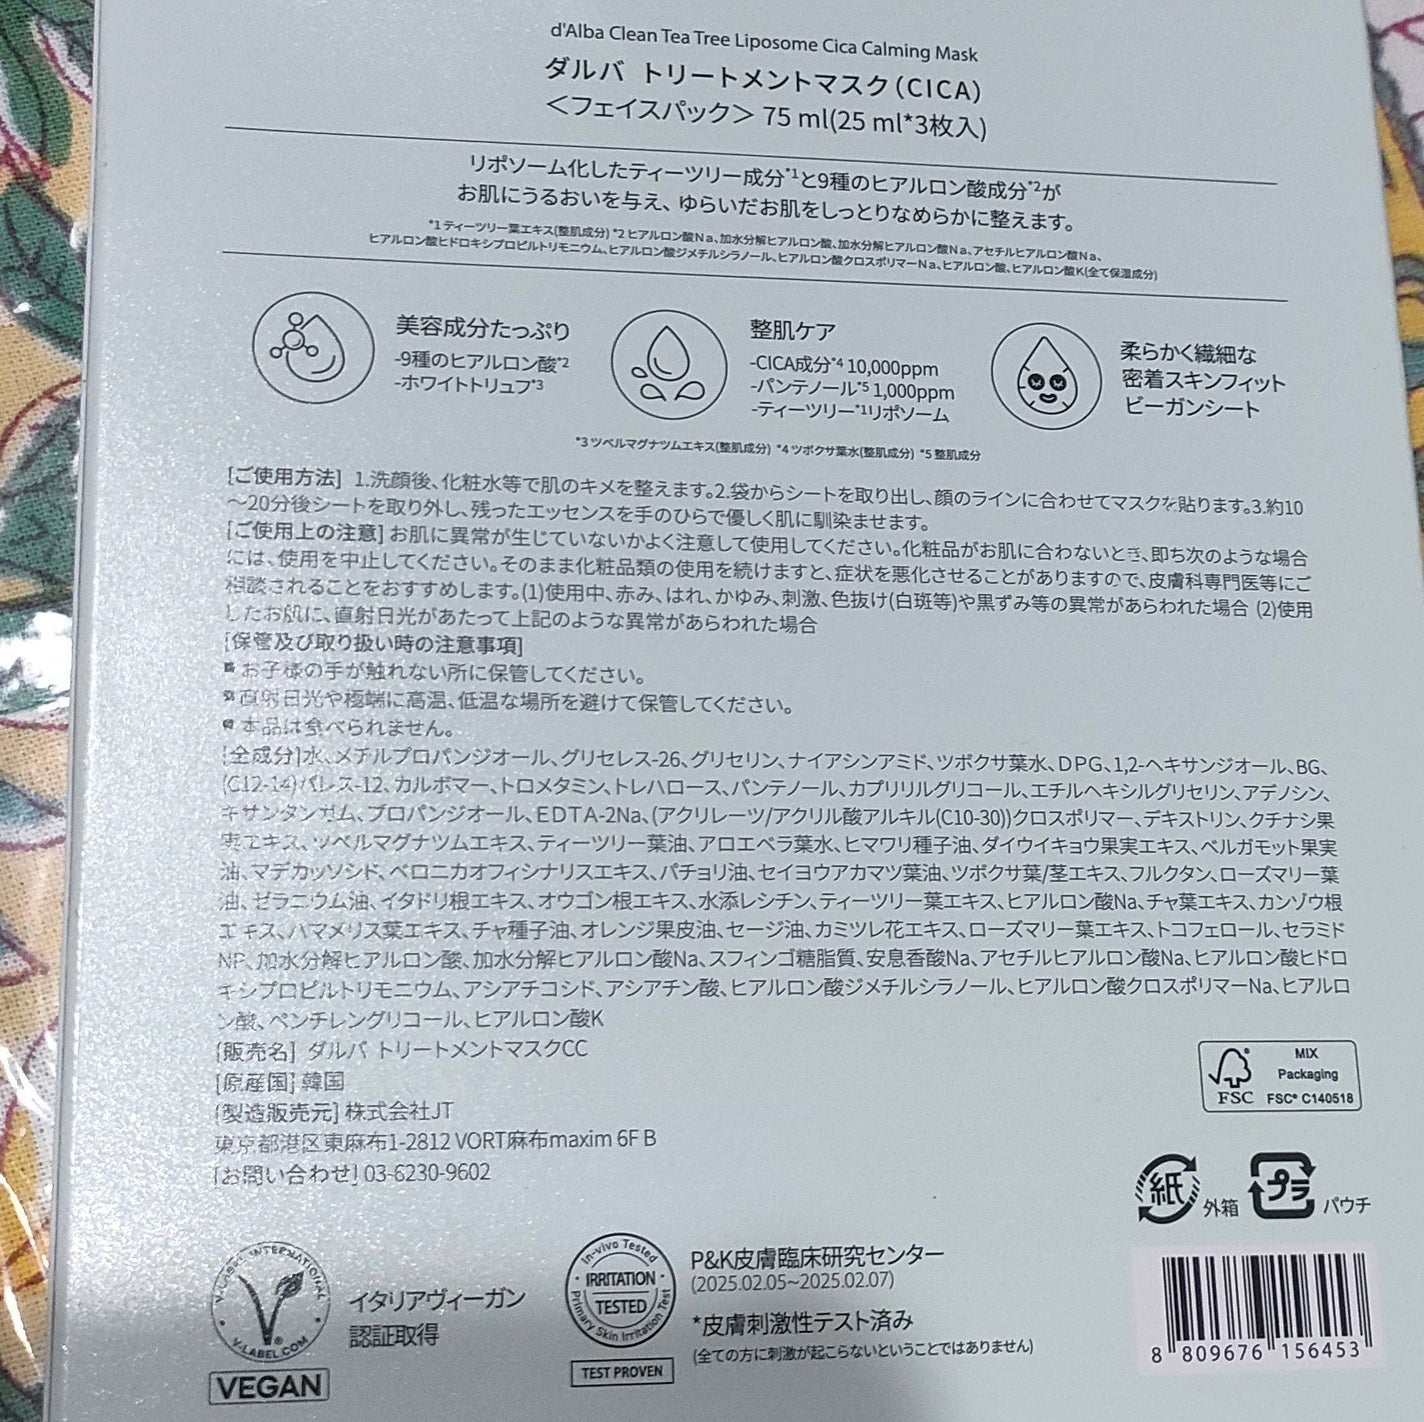 d'Alba Clean Tea Tree Liposome Cica Calming Mask
ダルバ トリートメントマスク(CICA)
＜フェイスパック＞ 75 ml(25 ml*3枚入)
リポソーム化したティーツリー成分*1と9種のヒアルロン酸成分*2が
お肌にうるおいを与え、ゆらいだお肌をしっとりなめらかに整えます。
*1 ティーツリー葉エキス(整肌成分) *2 ヒアルロン酸Na、加水分解ヒアルロン酸、加水分解ヒアルロン酸Na、アセチルヒアルロン酸Na、
ヒアルロン酸ヒドロキシプロピルトリモニウム、ヒアルロン酸ジメチルシラノール、ヒアルロン酸クロスポリマーNa、ヒアルロン酸、ヒアルロン酸K(全て保湿成分)
美容成分たっぷり
-9種のヒアルロン酸*2
-ホワイトトリュフ*3
整肌ケア
-CICA成分*4 10,000ppm
-パンテノール*5 1,000ppm
-ティーツリー*1リポソーム
柔らかく繊細な
密着スキンフィット
ビーガンシート
*3 ツベルマグナツムエキス(整肌成分) *4 ツボクサ葉水(整肌成分) *5 整肌成分
[ご使用方法] 1.洗顔後、化粧水等で肌のキメを整えます。2.袋からシートを取り出し、顔のラインに合わせてマスクを貼ります。3.約10
～20分後シートを取り外し、残ったエッセンスを手のひらで優しく肌に馴染ませます。
[ご使用上の注意] お肌に異常が生じていないかよく注意して使用してください。化粧品がお肌に合わないとき、即ち次のような場合
には、使用を中止してください。そのまま化粧品類の使用を続けますと、症状を悪化させることがありますので、皮膚科専門医等にご
相談されることをおすすめします。(1)使用中、赤み、はれ、かゆみ、刺激、色抜け(白斑等)や黒ずみ等の異常があらわれた場合 (2)使用
したお肌に、直射日光があたって上記のような異常があらわれた場合
[保管及び取り扱い時の注意事項]
お子様の手が触れない所に保管してください。
直射日光や極端に高温、低温な場所を避けて保管してください。
本品は食べられません。
[全成分]水、メチルプロパンジオール、グリセレス-26、グリセリン、ナイアシンアミド、ツボクサ葉水、DPG、1,2-ヘキサンジオール、BG、
(C12-14)パレス-12、カルボマー、トロメタミン、トレハロース、パンテノール、カプリリルグリコール、エチルヘキシルグリセリン、アデノシン、
キサンタンガム、プロパンジオール、EDTA-2Na、(アクリレーツ/アクリル酸アルキル(C10-30))クロスポリマー、デキストリン、クチナシ果
実エキス、ツベルマグナツムエキス、ティーツリー葉油、アロエベラ葉水、ヒマワリ種子油、ダイウイキョウ果実エキス、ベルガモット果実
油、マデカッソシド、ベロニカオフィシナリスエキス、パチョリ油、セイヨウアカマツ葉油、ツボクサ葉/茎エキス、フルクタン、ローズマリー葉
油、ゼラニウム油、イタドリ根エキス、オウゴン根エキス、水添レシチン、ティーツリー葉エキス、ヒアルロン酸Na、チャ葉エキス、カンゾウ根
エキス、ハマメリス葉エキス、チャ種子油、オレンジ果皮油、セージ油、カミツレ花エキス、ローズマリー葉エキス、トコフェロール、セラミド
NP、加水分解ヒアルロン酸、加水分解ヒアルロン酸Na、スフィンゴ糖脂質、安息香酸Na、アセチルヒアルロン酸Na、ヒアルロン酸ヒドロ
キシプロピルトリモニウム、アシアチコシド、アシアチン酸、ヒアルロン酸ジメチルシラノール、ヒアルロン酸クロスポリマーNa、ヒアルロ
ン酸、ペンチレングリコール、ヒアルロン酸K
[販売名] ダルバ トリートメントマスクCC
[原産国] 韓国
[製造販売元] 株式会社JT
東京都港区東麻布1-2812 VORT麻布maxim 6F B
[お問い合わせ] 03-6230-9602
MIX
Packaging
FSC
FSC® C140518
紙 外箱
プラ パウチ
V-LABEL INTERNATIONAL
V-LABEL.COM
VEGAN
イタリアヴィーガン
認証取得
In-vivo Tested
IRRITATION
TESTED
Primary Skin Irritation Test
TEST PROVEN
P&K皮膚臨床研究センター
(2025.02.05~2025.02.07)
*皮膚刺激性テスト済み
(全ての方に刺激が起こらないということではありません)
8 809676 156453